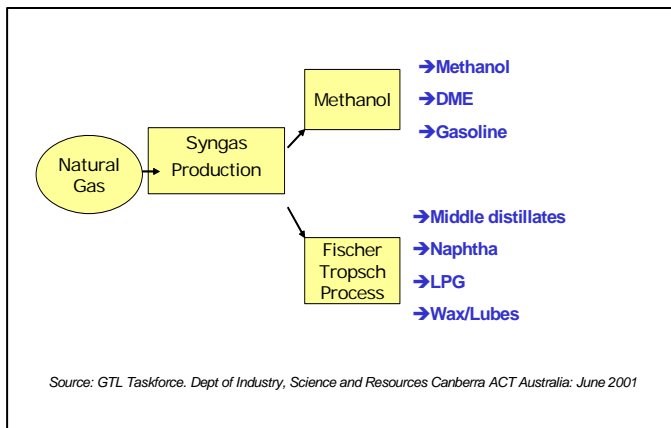 Natural
Gas
Syngas
Production
Methanol
➔Methanol
➔DME
➔Gasoline
Fischer
Tropsch
Process
➔Middle distillates
➔Naphtha
➔LPG
➔Wax/Lubes
Source: GTL Taskforce. Dept of Industry, Science and Resources Canberra ACT Australia: June 2001